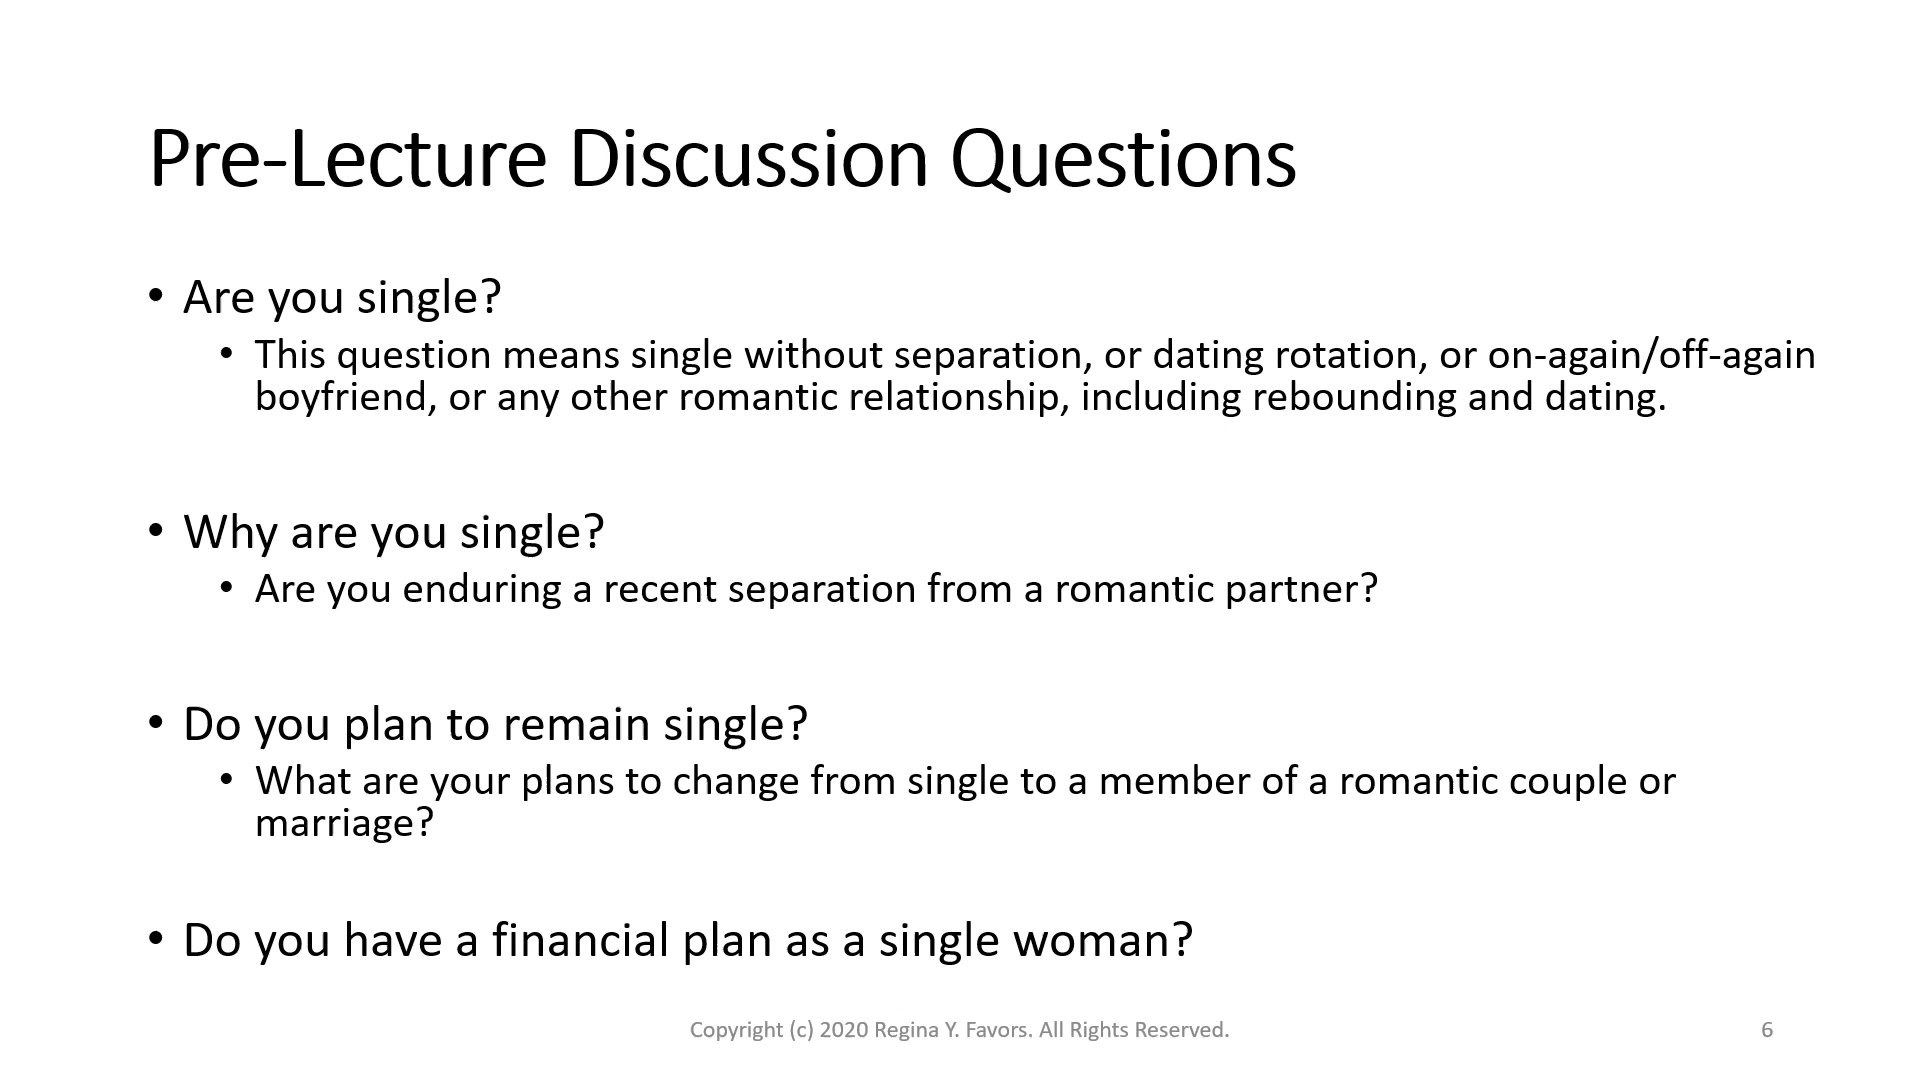 Pre-Lecture Discussion Questions
• Are you single?
• This question means single without separation, or dating rotation, or on-again/off-again
boyfriend, or any other romantic relationship, including rebounding and dating.
• Why are you single?
• Are you enduring a recent separation from a romantic partner?
• Do you plan to remain single?
• What are your plans to change from single to a member of a romantic couple or
marriage?
• Do you have a financial plan as a single woman?
Copyright (c) 2020 Regina Y. Favors. All Rights Reserved.
6